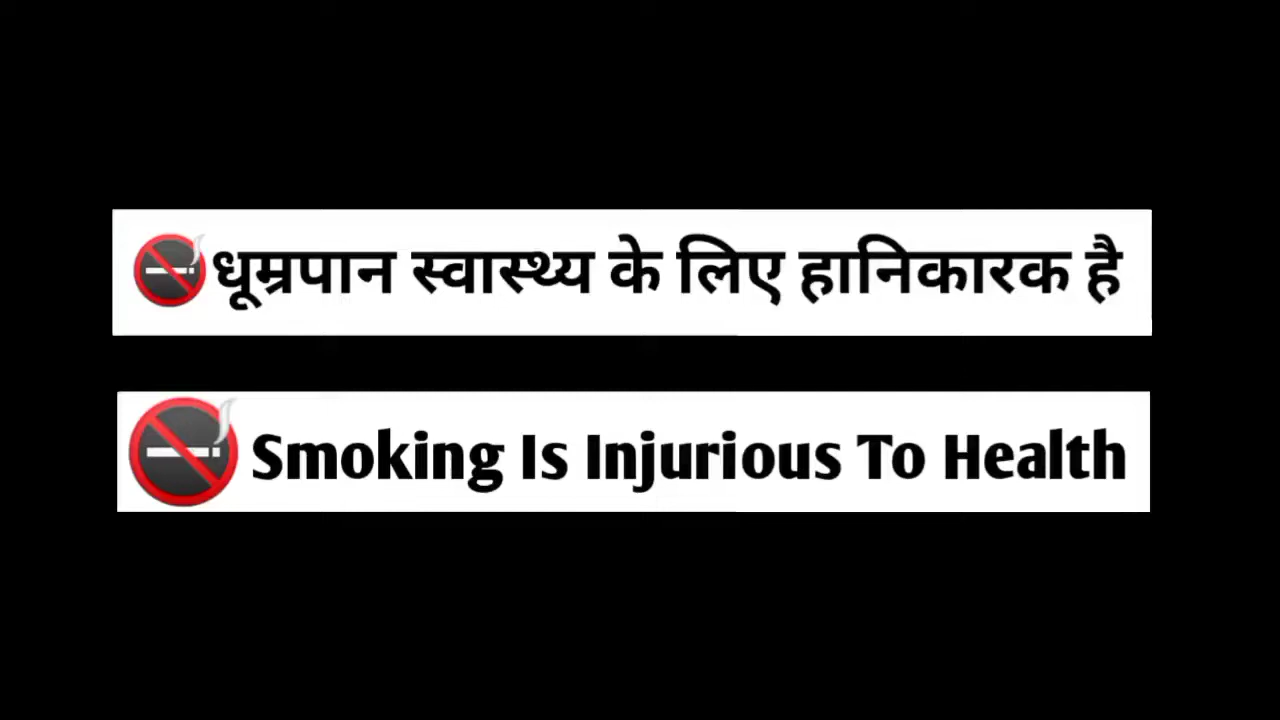 धूम्रपान स्वास्थ्य के लिए हानिकारक है
Smoking Is Injurious To Health